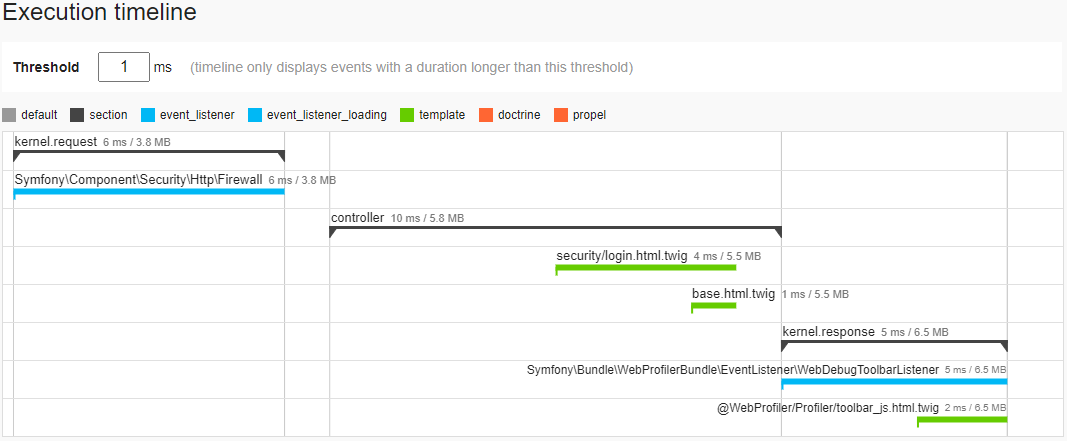 Execution timeline
Threshold 1 ms (timeline only displays events with a duration longer than this threshold)
default section event_listener event_listener_loading template doctrine propel
kernel.request 6 ms / 3.8 MB
Symfony\Component\Security\Http\Firewall 6 ms / 3.8 MB
controller 10 ms / 5.8 MB
security/login.html.twig 4 ms / 5.5 MB
base.html.twig 1 ms / 5.5 MB
kernel.response 5 ms / 6.5 MB
Symfony\Bundle\WebProfilerBundle\EventListener\WebDebugToolbarListener 5 ms / 6.5 MB
@WebProfiler/Profiler/toolbar_js.html.twig 2 ms / 6.5 MB